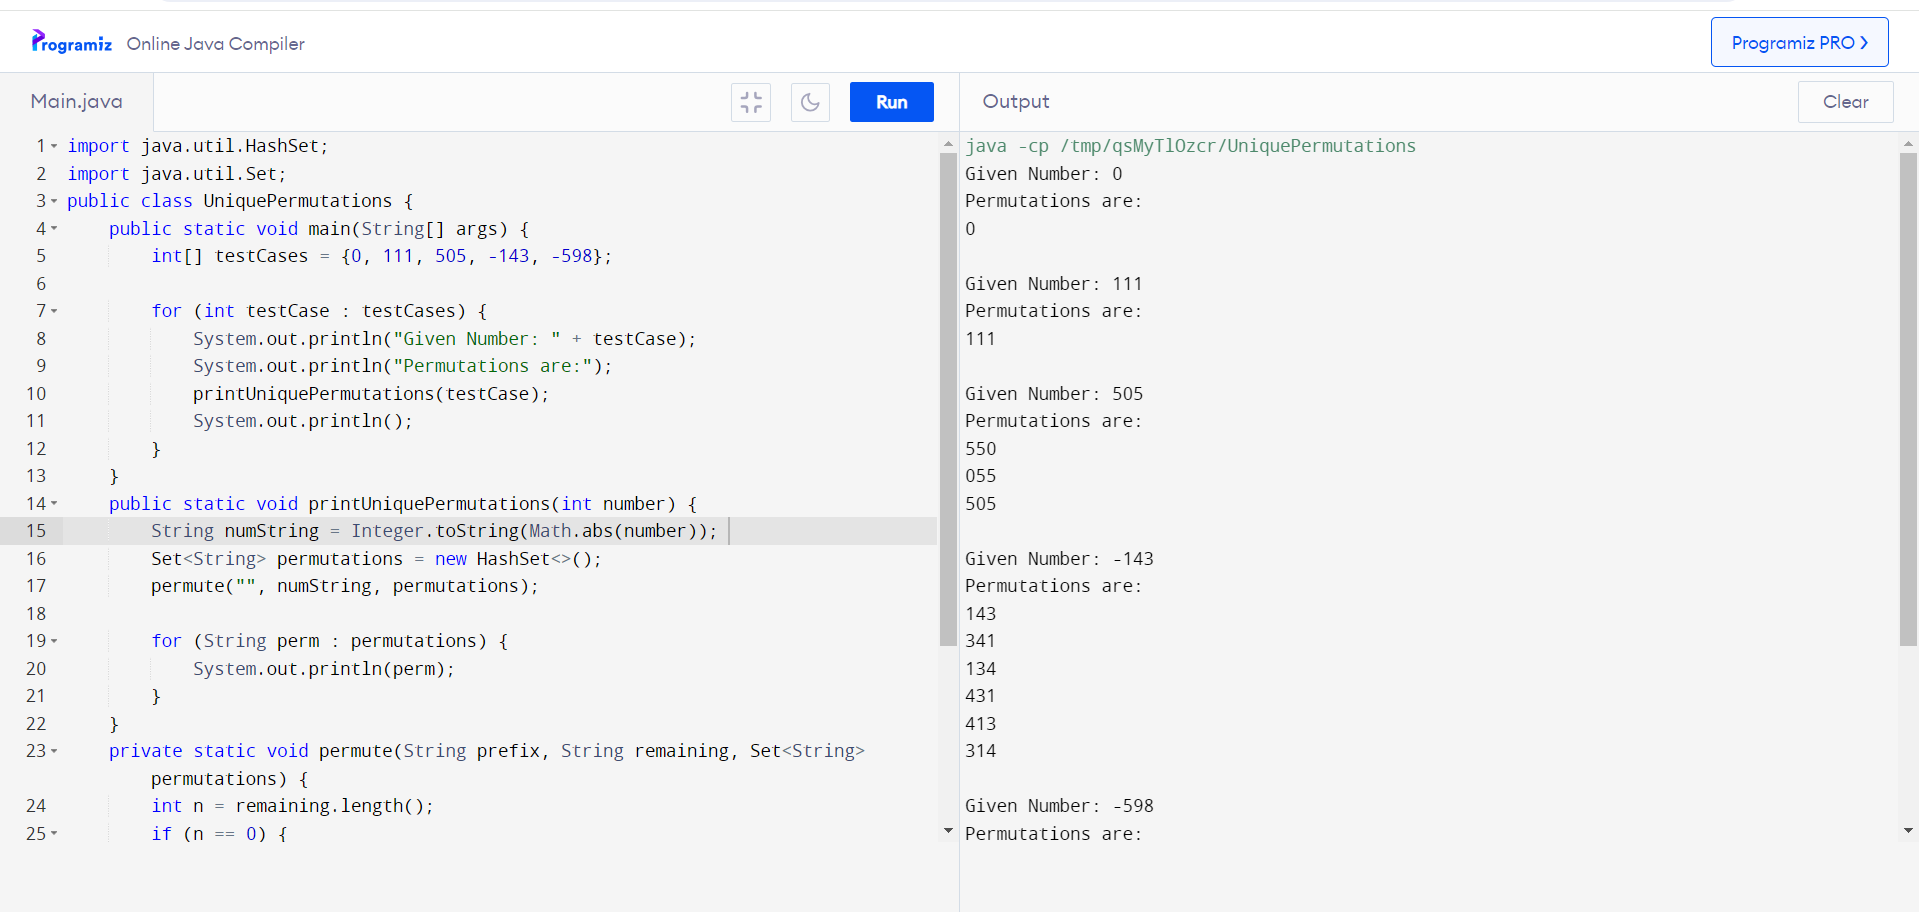 Programiz Online Java Compiler
Programiz PRO
Main.java
Run
Output
Clear
1 import java.util.HashSet;
2 import java.util.Set;
3 public class UniquePermutations {
4 public static void main(String[] args) {
5 int[] testCases = {0, 111, 505, -143, -598};
6
7 for (int testCase : testCases) {
8 System.out.println("Given Number: " + testCase);
9 System.out.println("Permutations are:");
10 printUniquePermutations(testCase);
11 System.out.println();
12 }
13 }
14 public static void printUniquePermutations(int number) {
15 String numString = Integer.toString(Math.abs(number));
16 Set<String> permutations = new HashSet<>();
17 permute("", numString, permutations);
18
19 for (String perm : permutations) {
20 System.out.println(perm);
21 }
22 }
23 private static void permute(String prefix, String remaining, Set<String>
permutations) {
24 int n = remaining.length();
25 if (n == 0) {
java -cp /tmp/qsMyTlOzcr/UniquePermutations
Given Number: 0
Permutations are:
0
Given Number: 111
Permutations are:
111
Given Number: 505
Permutations are:
550
055
505
Given Number: -143
Permutations are:
143
341
134
431
413
314
Given Number: -598
Permutations are: